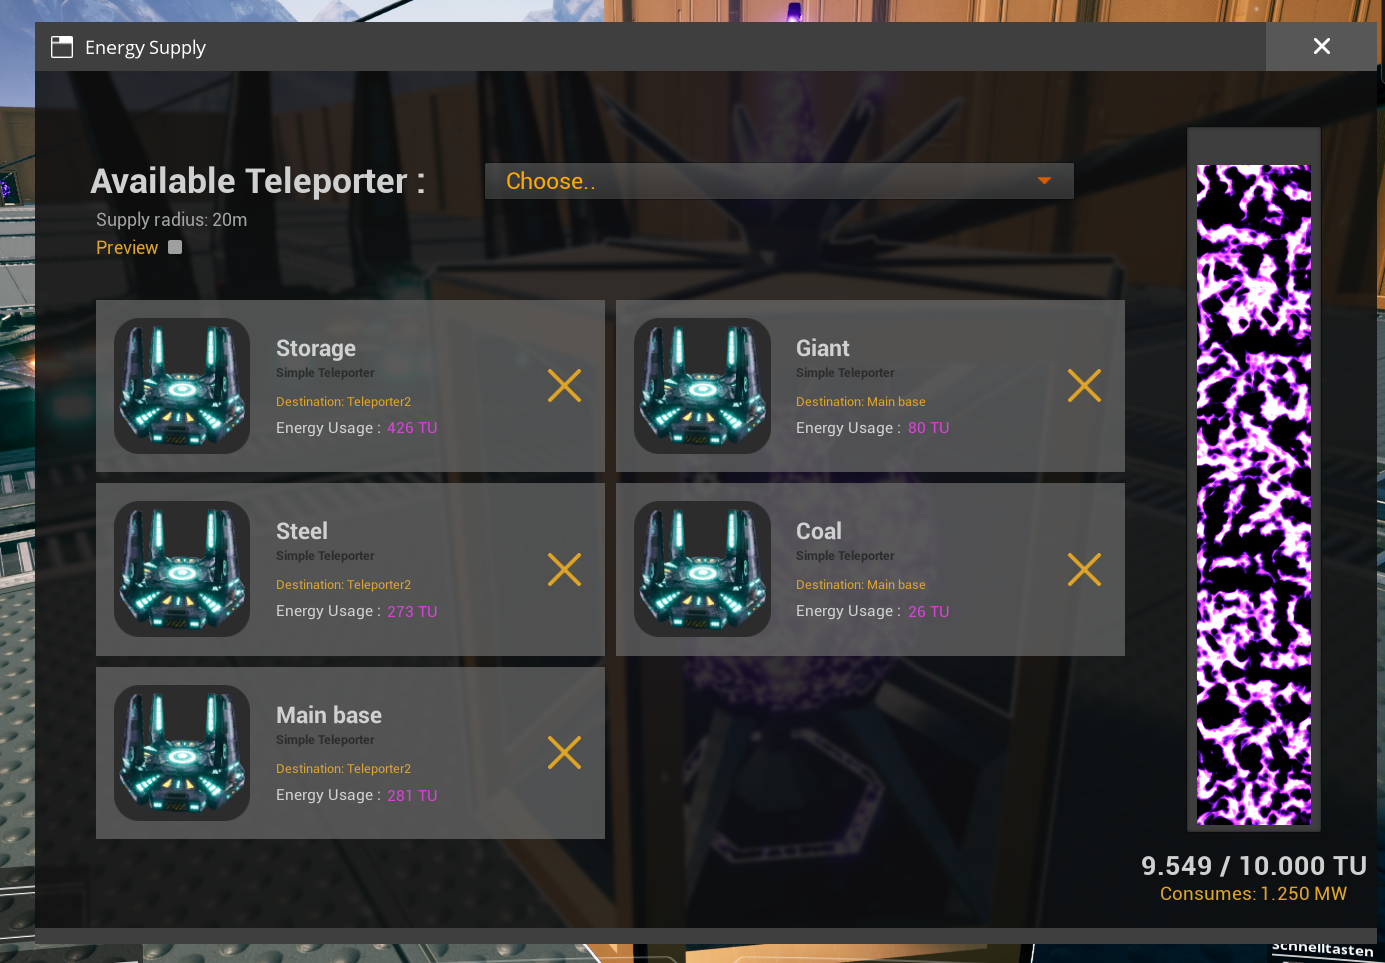 Energy Supply
Available Teleporter :
Choose..
Supply radius: 20m
Preview
Storage
Simple Teleporter
Destination: Teleporter2
Energy Usage : 426 TU
Giant
Simple Teleporter
Destination: Main base
Energy Usage : 80 TU
Steel
Simple Teleporter
Destination: Teleporter2
Energy Usage : 273 TU
Coal
Simple Teleporter
Destination: Main base
Energy Usage : 26 TU
Main base
Simple Teleporter
Destination: Teleporter2
Energy Usage : 281 TU
9.549 / 10.000 TU
Consumes: 1.250 MW
Schnelltasten